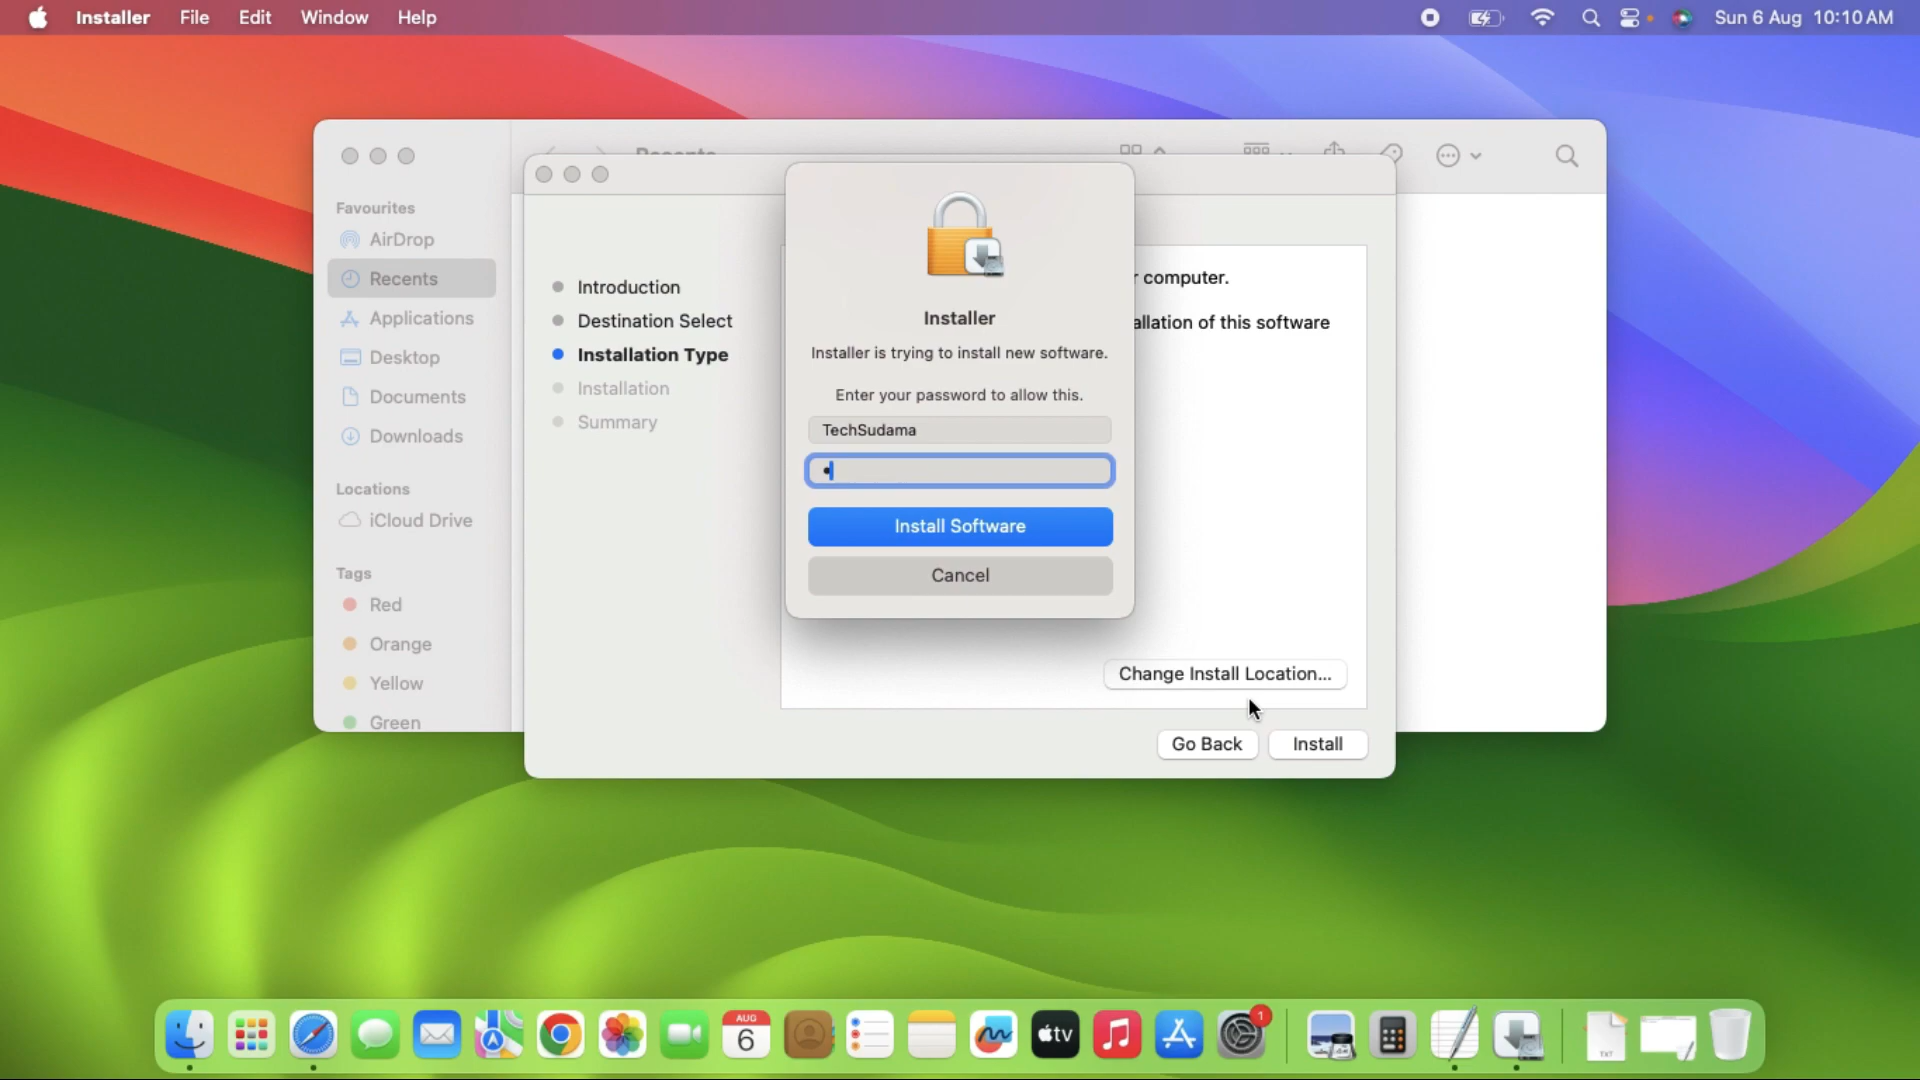 Installer File Edit Window Help Sun 6 Aug 10:10 AM
Favourites
AirDrop
Recents
Applications
Desktop
Documents
Downloads
Locations
iCloud Drive
Tags
Red
Orange
Yellow
Green
Recents
Introduction
Destination Select
Installation Type
Installation
Summary
computer.
allation of this software
Change Install Location...
Go Back Install
Installer
Installer is trying to install new software.
Enter your password to allow this.
TechSudama
Install Software
Cancel
AUG
6
tv
1
TXT